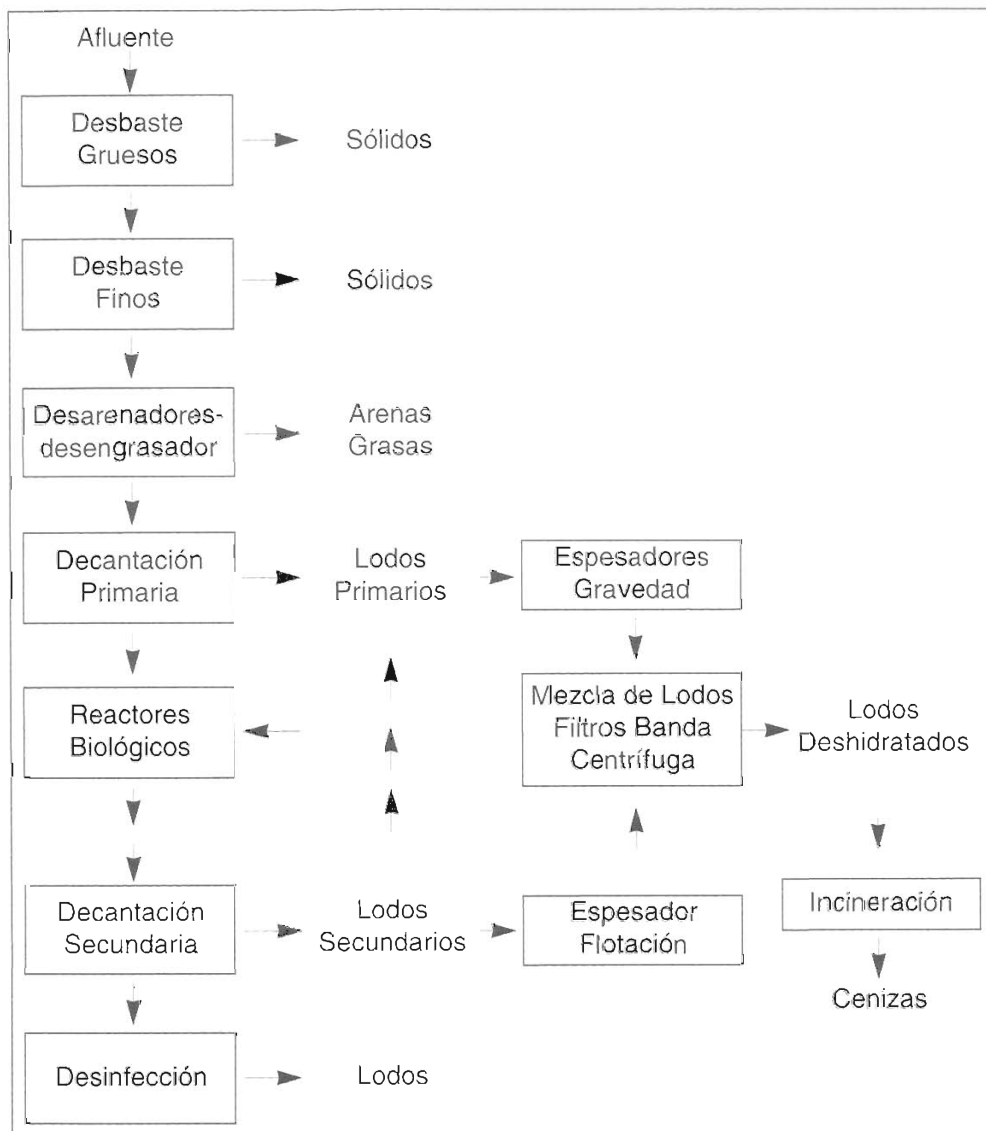 Afluente
Desbaste
Gruesos
Sólidos
Desbaste
Finos
Sólidos
Desarenadores-
desengrasador
Arenas
Grasas
Decantación
Primaria
Lodos
Primarios
Espesadores
Gravedad
Reactores
Biológicos
Mezcla de Lodos
Filtros Banda
Centrífuga
Lodos
Deshidratados
Decantación
Secundaria
Lodos
Secundarios
Espesador
Flotación
Incineración
Cenizas
Desinfección
Lodos